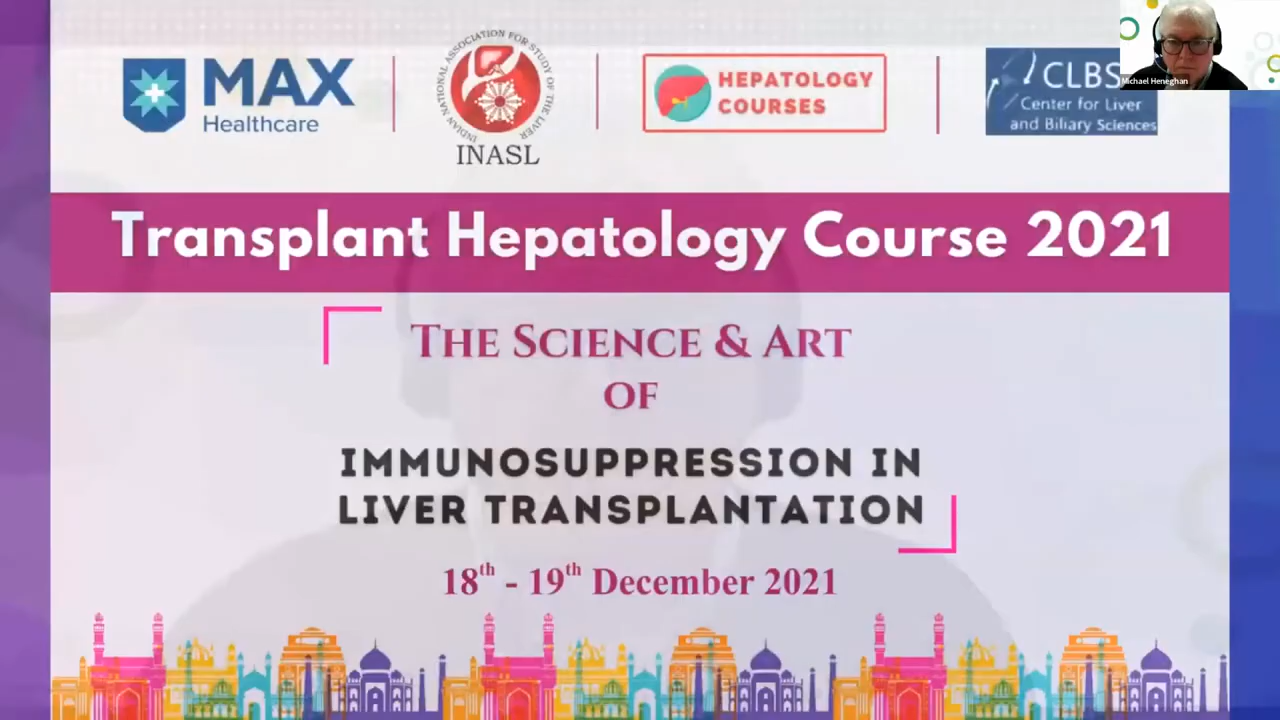 MAX
Healthcare
INDIAN NATIONAL ASSOCIATION FOR STUDY OF THE LIVER
INASL
HEPATOLOGY
COURSES
CLBS
Center for Liver
and Biliary Sciences
Michael Heneghan
Transplant Hepatology Course 2021
THE SCIENCE & ART
OF
IMMUNOSUPPRESSION IN
LIVER TRANSPLANTATION
18th - 19th December 2021